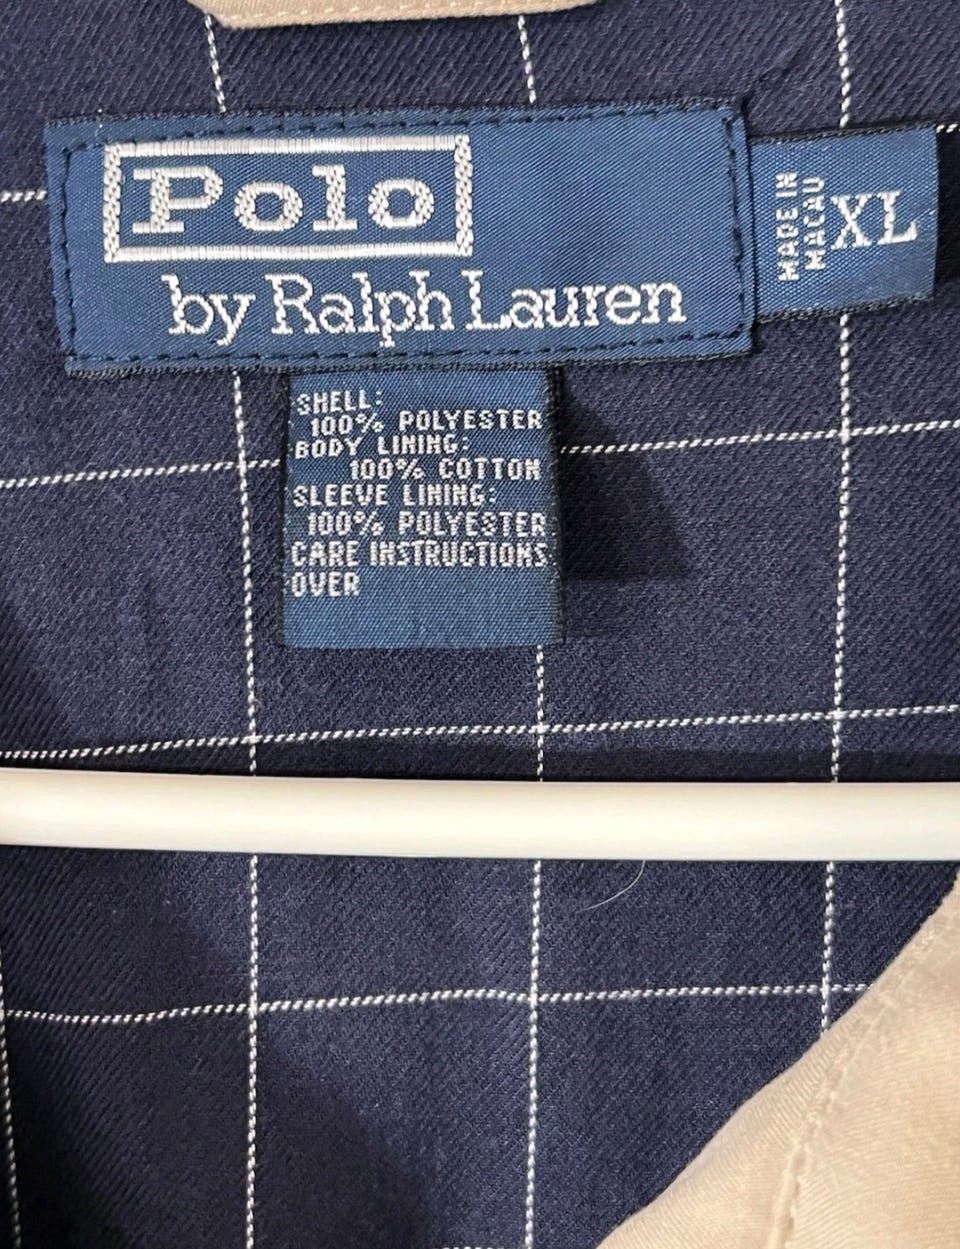 Polo
by Ralph Lauren
MADE IN
MACAU
XL
SHELL:
100% POLYESTER
BODY LINING:
100% COTTON
SLEEVE LINING:
100% POLYESTER
CARE INSTRUCTIONS
OVER